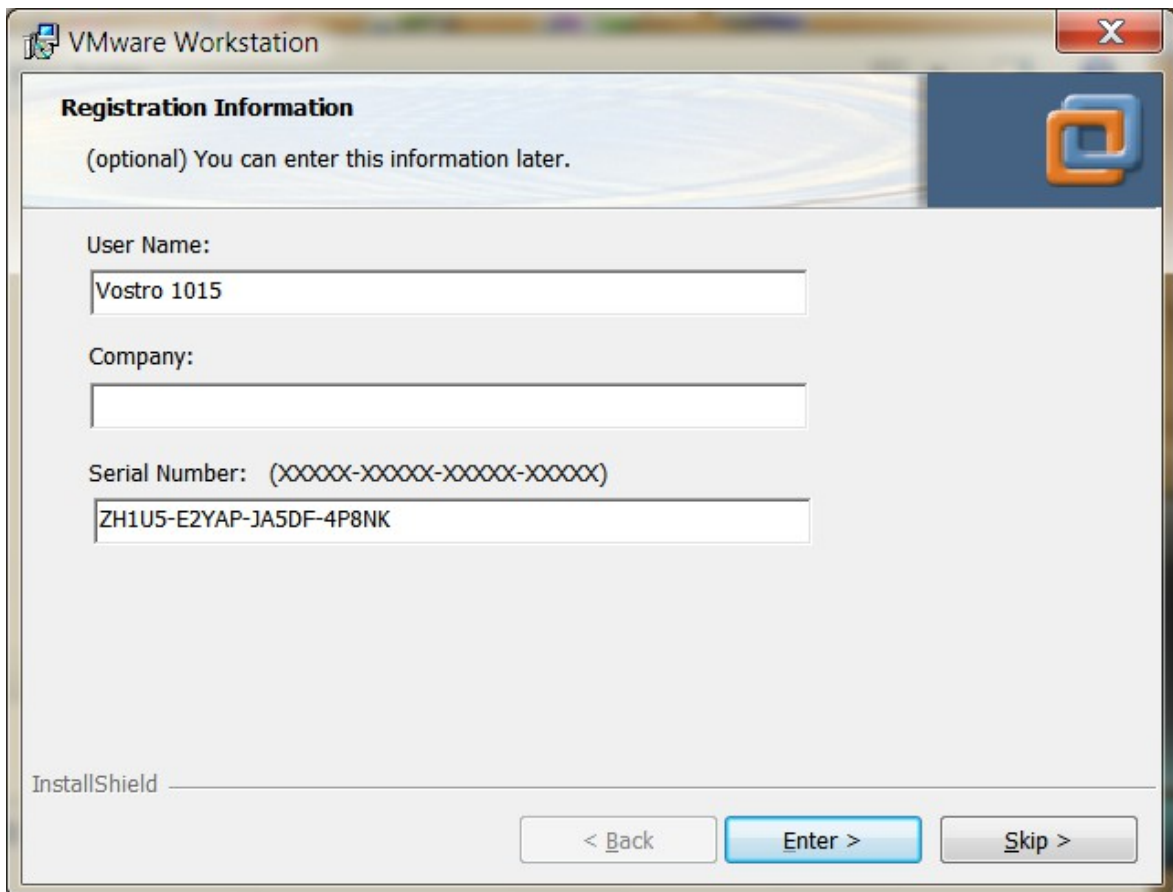 VMware Workstation
X
Registration Information
(optional) You can enter this information later.
User Name:
Vostro 1015
Company:
Serial Number: (XXXXX-XXXXX-XXXXX-XXXXX)
ZH1U5-E2YAP-JA5DF-4P8NK
InstallShield
< Back
Enter >
Skip >